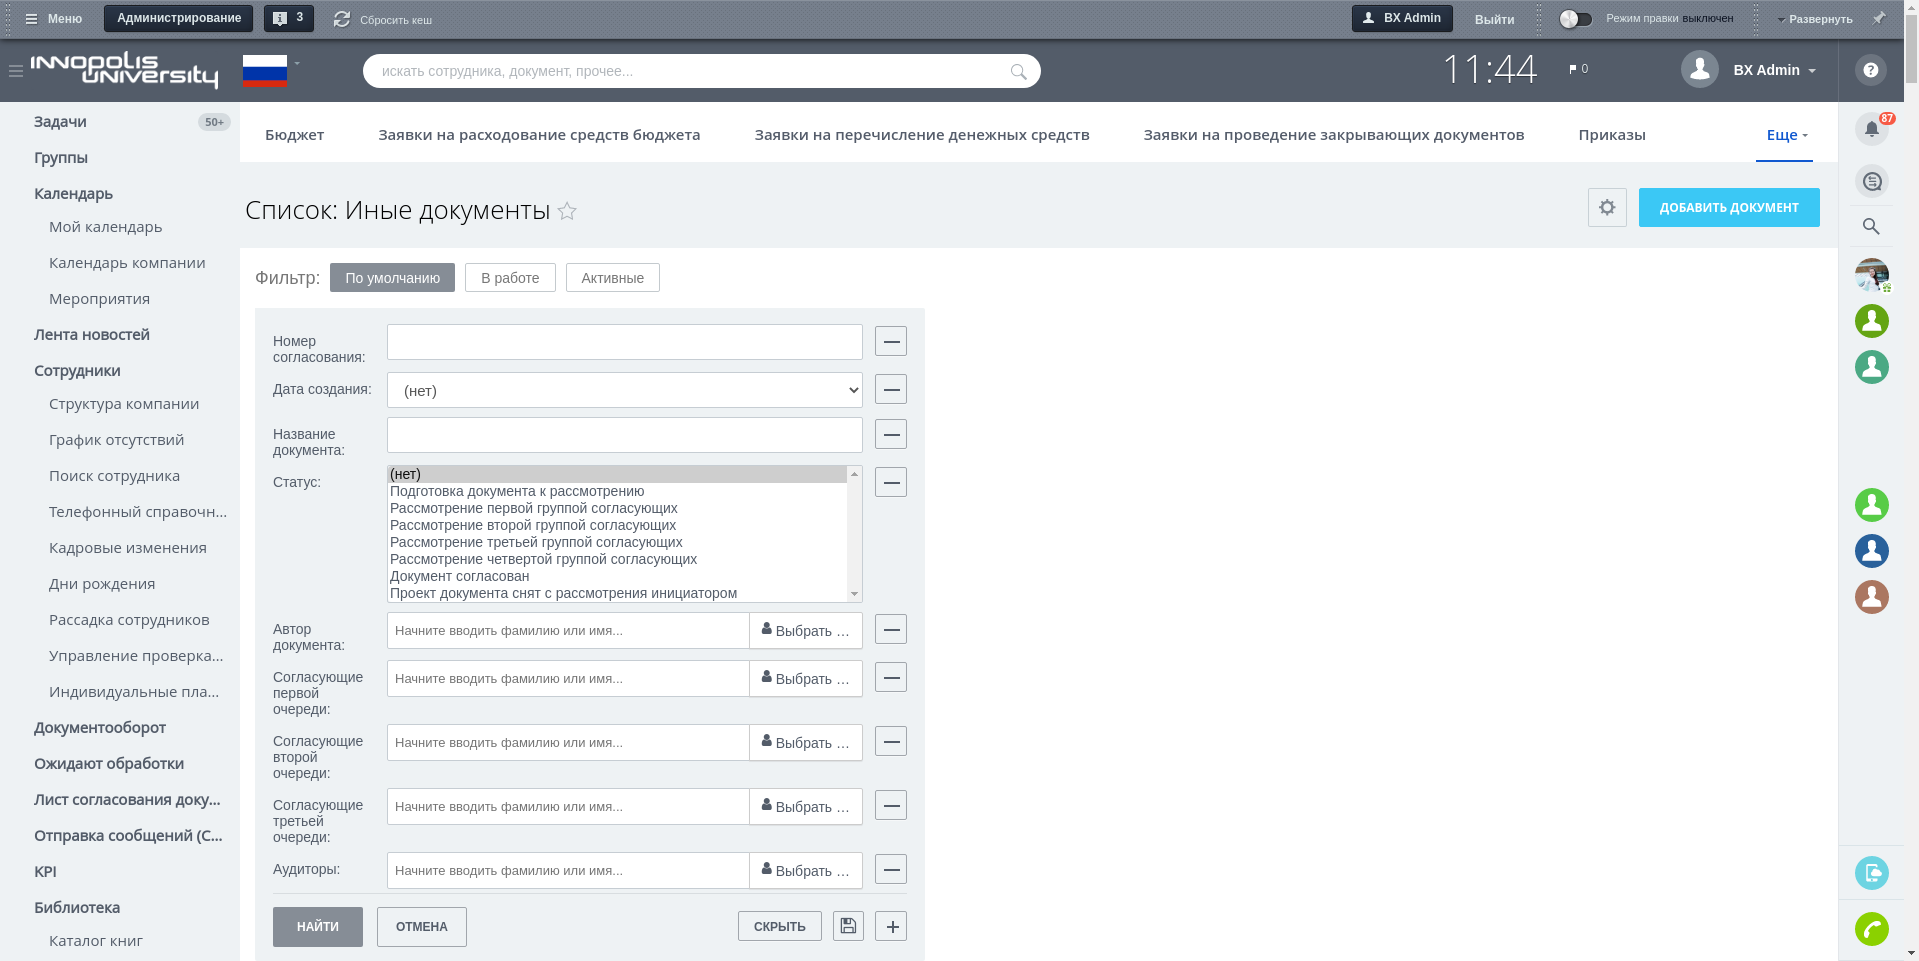 Меню
Администрирование
3
Сбросить кеш
BX Admin
Выйти
Режим правки выключен
Развернуть
innopolis
university
искать сотрудника, документ, прочее...
11:44
0
BX Admin
?
Задачи
50+
Группы
Календарь
Мой календарь
Календарь компании
Мероприятия
Лента новостей
Сотрудники
Структура компании
График отсутствий
Поиск сотрудника
Телефонный справочн...
Кадровые изменения
Дни рождения
Рассадка сотрудников
Управление проверка...
Индивидуальные пла...
Документооборот
Ожидают обработки
Лист согласования доку...
Отправка сообщений (С...
KPI
Библиотека
Каталог книг
Бюджет
Заявки на расходование средств бюджета
Заявки на перечисление денежных средств
Заявки на проведение закрывающих документов
Приказы
Еще
87
Список: Иные документы
ДОБАВИТЬ ДОКУМЕНТ
Фильтр:
По умолчанию
В работе
Активные
Номер
согласования:
Дата создания:
(нет)
Название
документа:
Статус:
(нет)
Подготовка документа к рассмотрению
Рассмотрение первой группой согласующих
Рассмотрение второй группой согласующих
Рассмотрение третьей группой согласующих
Рассмотрение четвертой группой согласующих
Документ согласован
Проект документа снят с рассмотрения инициатором
Автор
документа:
Начните вводить фамилию или имя...
Выбрать ...
Согласующие
первой
очереди:
Начните вводить фамилию или имя...
Выбрать ...
Согласующие
второй
очереди:
Начните вводить фамилию или имя...
Выбрать ...
Согласующие
третьей
очереди:
Начните вводить фамилию или имя...
Выбрать ...
Аудиторы:
Начните вводить фамилию или имя...
Выбрать ...
НАЙТИ
ОТМЕНА
СКРЫТЬ